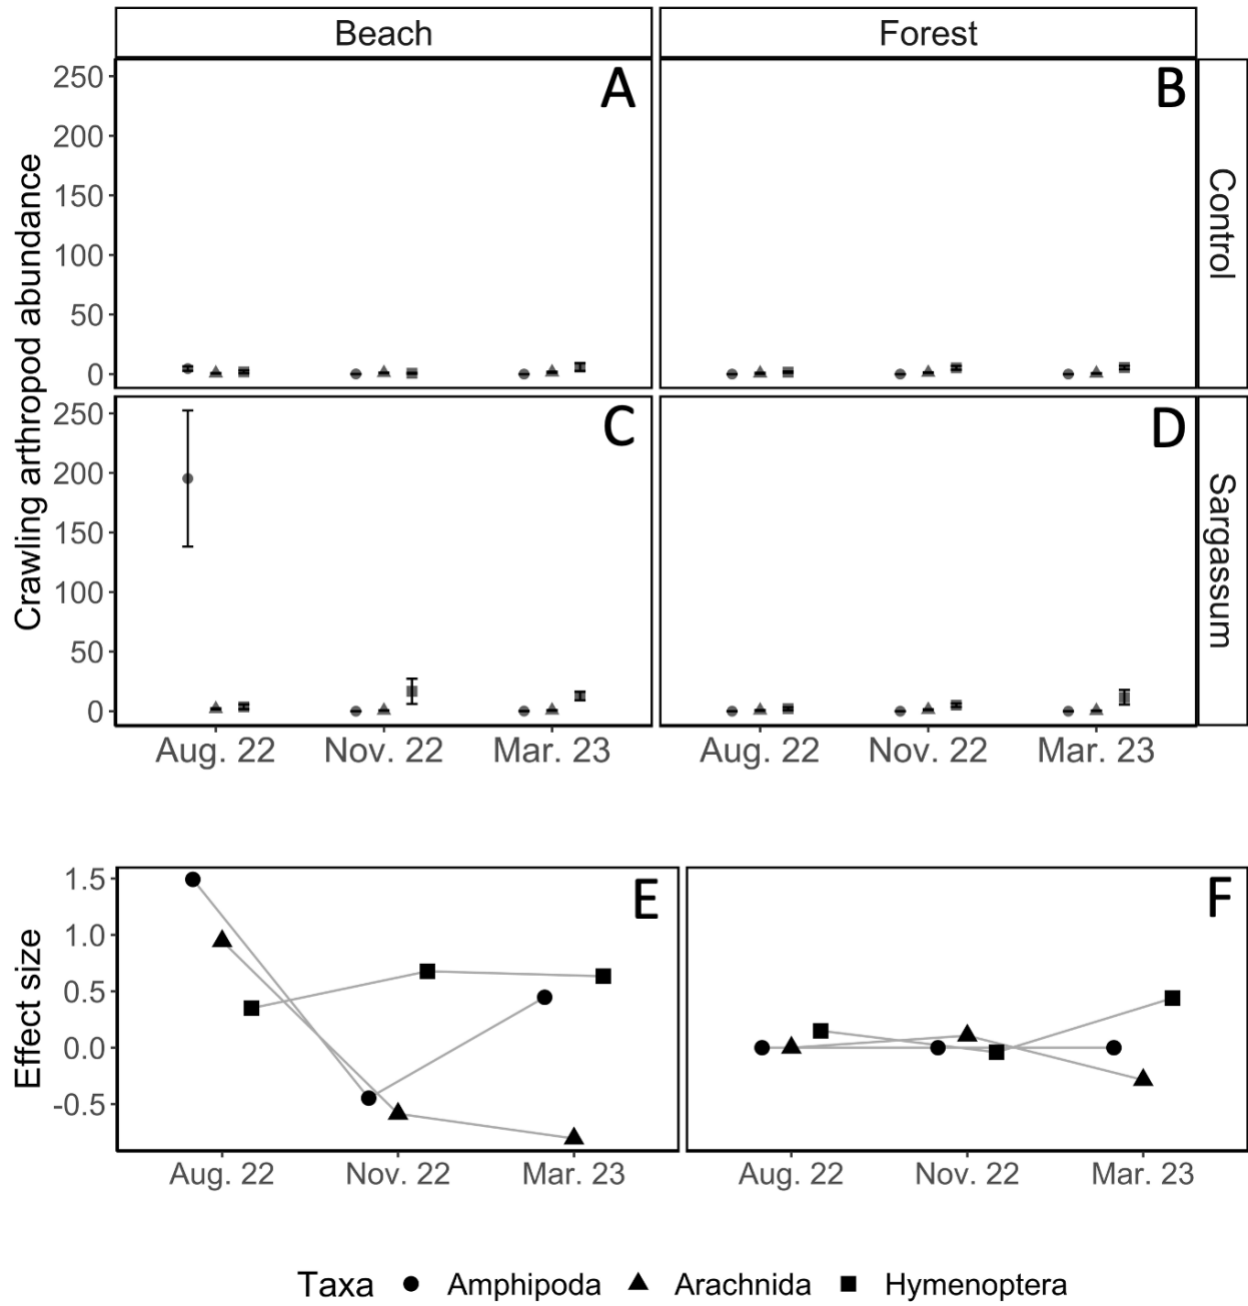 Beach Forest
A B
250
200
150
100
50
0
Control
Crawling arthropod abundance
C D
250
200
150
100
50
0
Sargassum
Aug. 22 Nov. 22 Mar. 23 Aug. 22 Nov. 22 Mar. 23
E F
1.5
1.0
0.5
0.0
-0.5
Effect size
Aug. 22 Nov. 22 Mar. 23 Aug. 22 Nov. 22 Mar. 23
Taxa Amphipoda Arachnida Hymenoptera